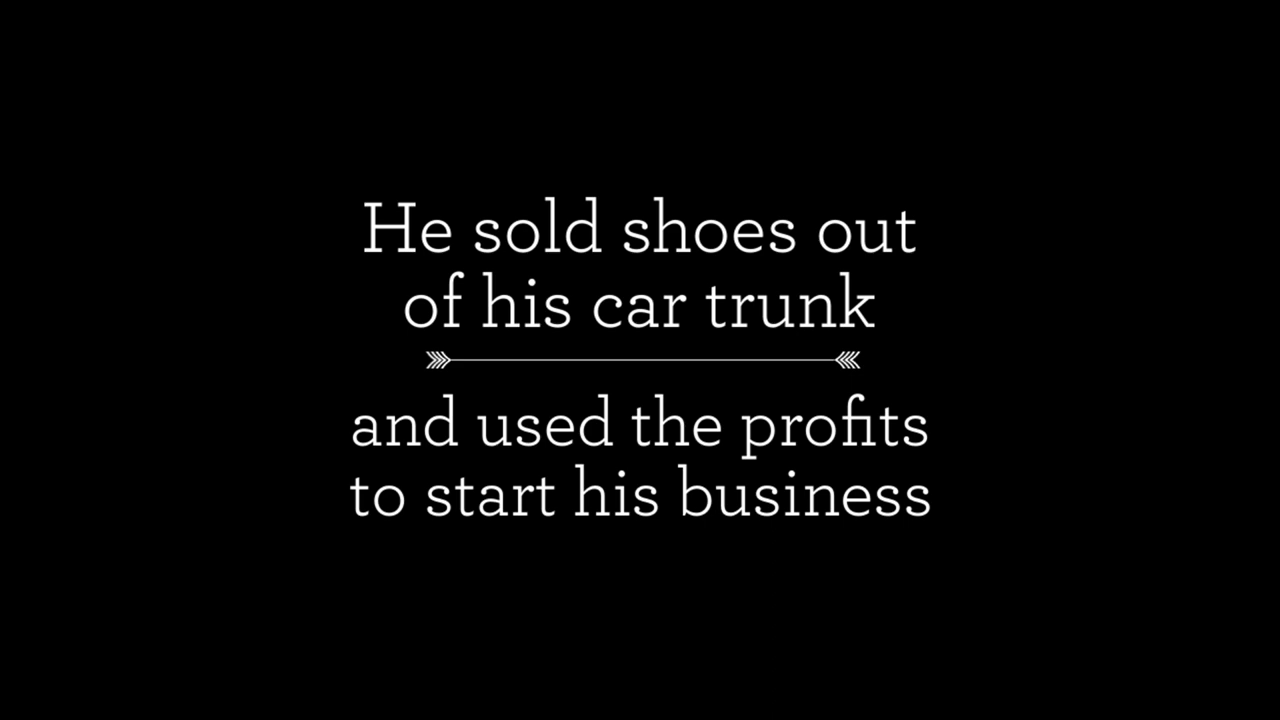 He sold shoes out
of his car trunk
and used the profits
to start his business